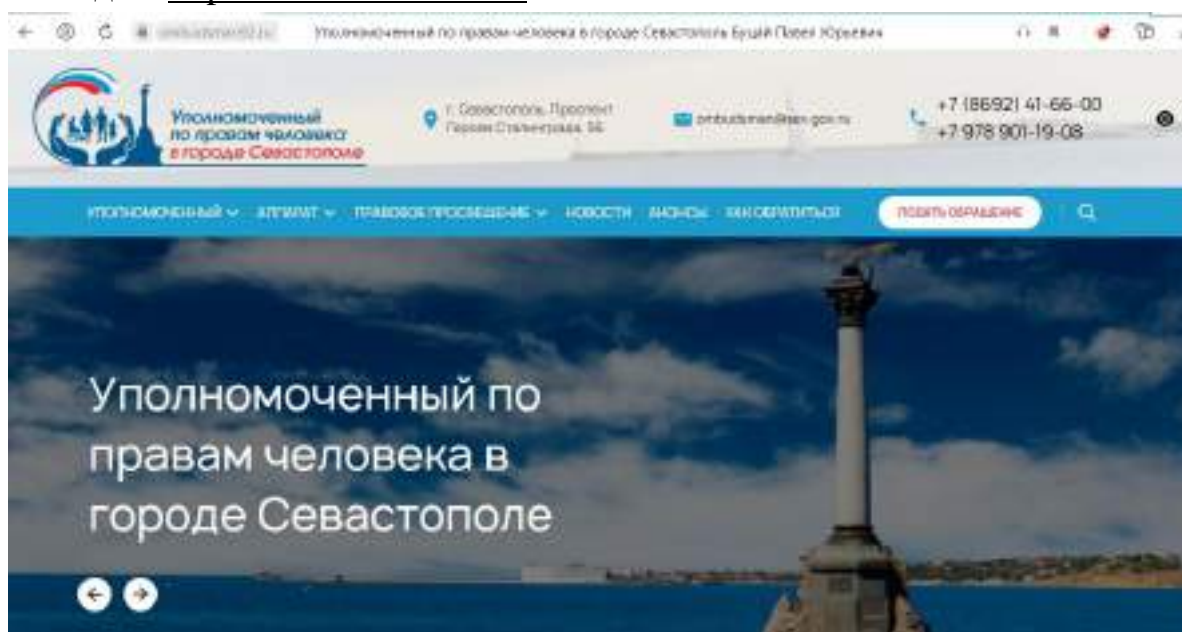 Уполномоченный по правам человека в городе Севастополь Буцай Павел Юрьевич
Уполномоченный
по правам человека
в городе Севастополе
г. Севастополь, Проспект
Героев Сталинграда,
ombudsman@sev.gov.ru
+7 (8692) 41-66-00
+7 978 901-19-08
УПОЛНОМОЧЕННЫЙ АППАРАТ ПРАВОВОЕ ПРОСВЕЩЕНИЕ НОВОСТИ АНОНСЫ КАК ОБРАТИТЬСЯ ПОДАТЬ ОБРАЩЕНИЕ
Уполномоченный по
правам человека в
городе Севастополе